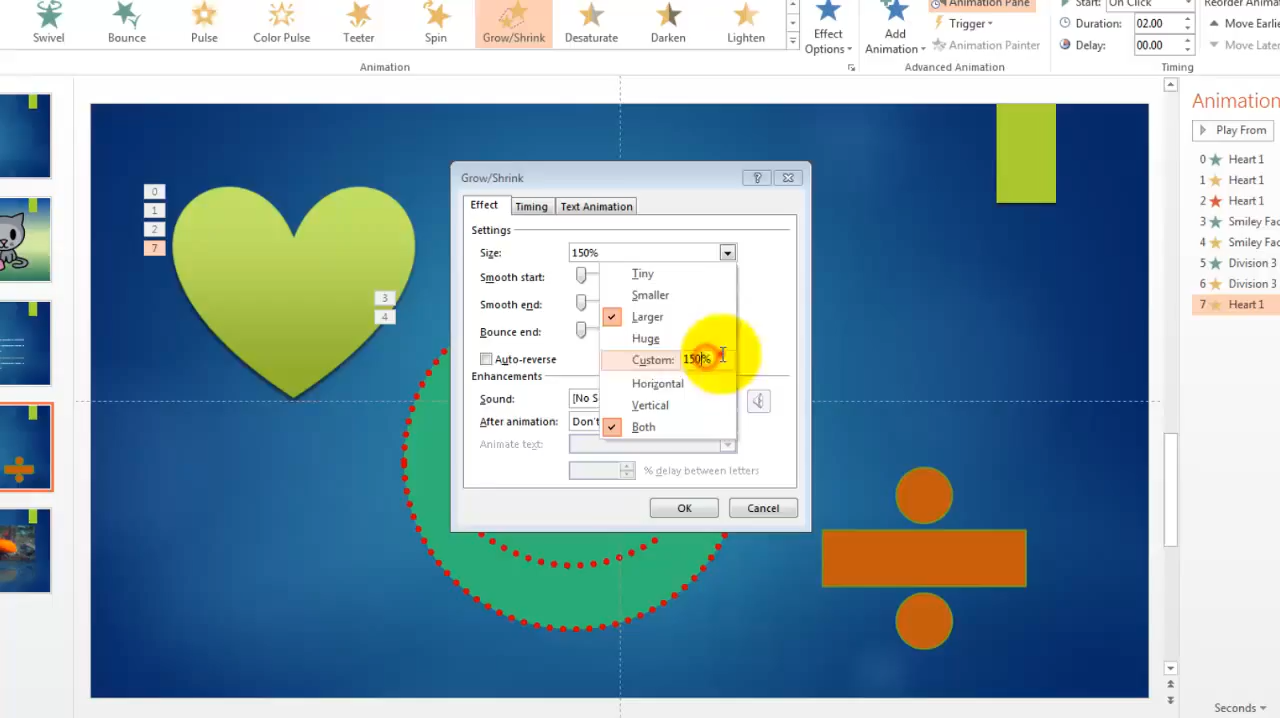 Animation Pane
Start: On Click
Reorder Animation
Swivel
Bounce
Pulse
Color Pulse
Teeter
Spin
Grow/Shrink
Desaturate
Darken
Lighten
Effect
Options
Add
Animation
Trigger
Animation Painter
Duration: 02.00
Delay: 00.00
Move Earlier
Move Later
Animation
Advanced Animation
Timing
Animation
Play From
0 Heart 1
1 Heart 1
2 Heart 1
3 Smiley Fac
4 Smiley Fac
5 Division 3
6 Division 3
7 Heart 1
0
1
2
7
3
4
Grow/Shrink
Effect
Timing
Text Animation
Settings
Size: 150%
Smooth start:
Smooth end:
Bounce end:
Auto-reverse
Tiny
Smaller
Larger
Huge
Custom: 150%
Horizontal
Vertical
Both
Enhancements
Sound: [No S
After animation: Don't
Animate text:
% delay between letters
OK
Cancel
Seconds